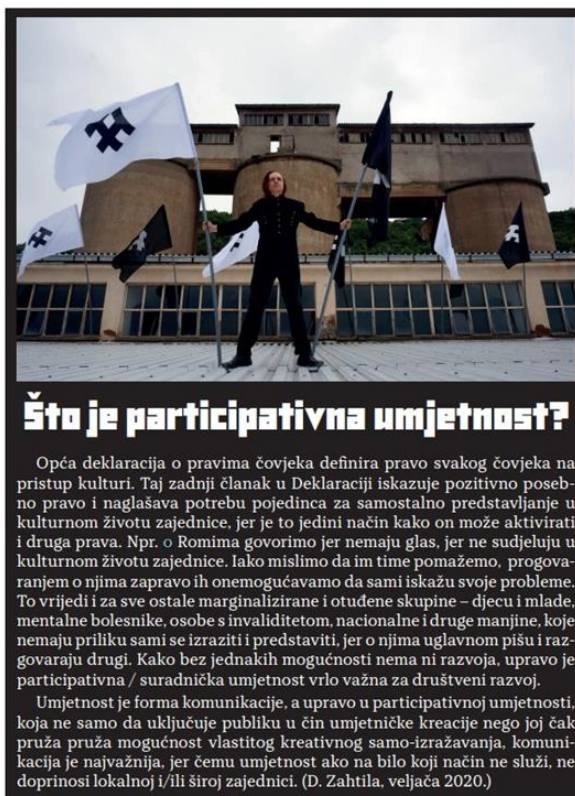 Što je participativna umjetnost?
Opća deklaracija o pravima čovjeka definira pravo svakog čovjeka na
pristup kulturi. Taj zadnji članak u Deklaraciji iskazuje pozitivno poseb-
no pravo i naglašava potrebu pojedinca za samostalno predstavljanje u
kulturnom životu zajednice, jer je to jedini način kako on može aktivirati
i druga prava. Npr. o Romima govorimo jer nemaju glas, jer ne sudjeluju u
kulturnom životu zajednice. Iako mislimo da im time pomažemo, progova-
ranjem o njima zapravo ih onemogućavamo da sami iskažu svoje probleme.
To vrijedi i za sve ostale marginalizirane i otuđene skupine – djecu i mlade,
mentalne bolesnike, osobe s invaliditetom, nacionalne i druge manjine, koje
nemaju priliku sami se izraziti i predstaviti, jer o njima uglavnom pišu i raz-
govaraju drugi. Kako bez jednakih mogućnosti nema ni razvoja, upravo je
participativna / suradnička umjetnost vrlo važna za društveni razvoj.
Umjetnost je forma komunikacije, a upravo u participativnoj umjetnosti,
koja ne samo da uključuje publiku u čin umjetničke kreacije nego joj čak
pruža pruža mogućnost vlastitog kreativnog samo-izražavanja, komuni-
kacija je najvažnija, jer čemu umjetnost ako na bilo koji način ne služi, ne
doprinosi lokalnoj i/ili široj zajednici. (D. Zahtila, veljača 2020.)